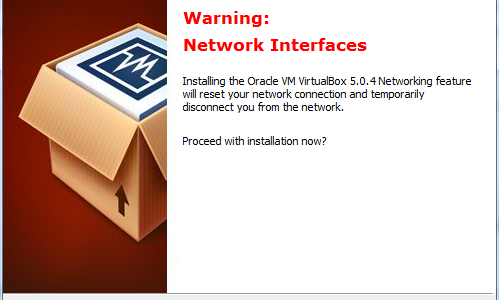 Warning:
Network Interfaces
Installing the Oracle VM VirtualBox 5.0.4 Networking feature
will reset your network connection and temporarily
disconnect you from the network.
Proceed with installation now?